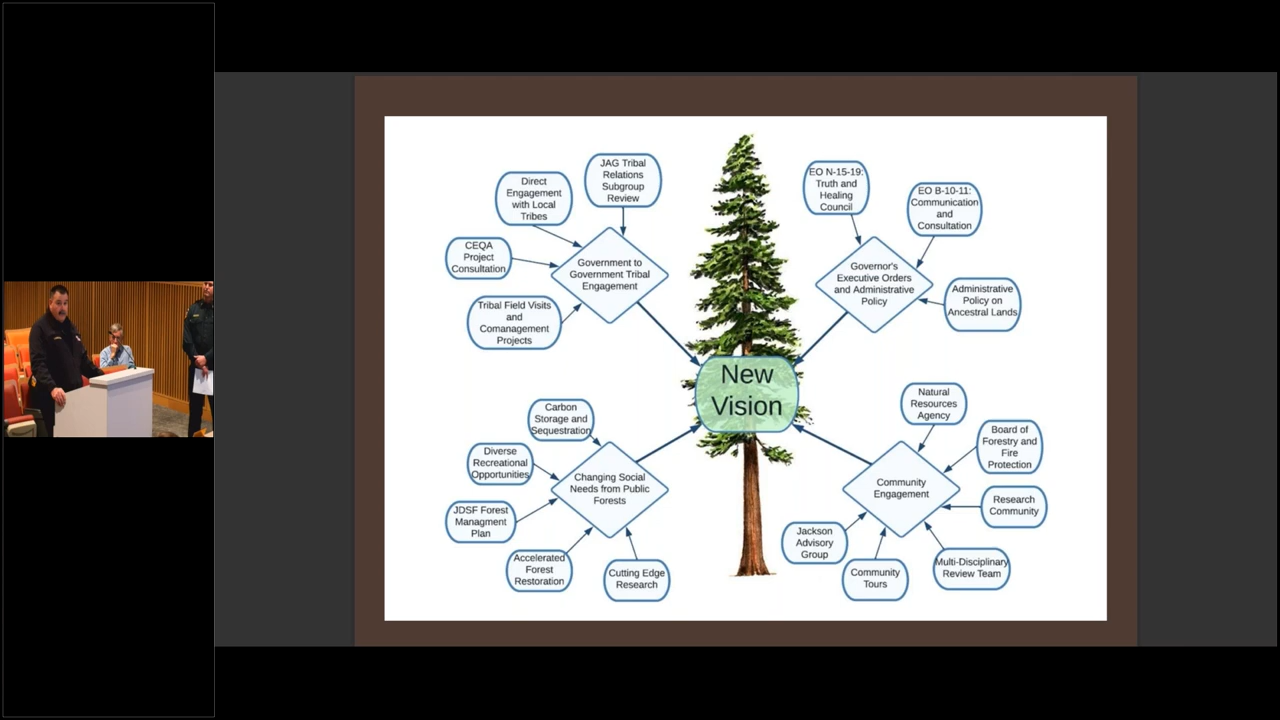 JAG Tribal
Relations
Subgroup
Review
Direct
Engagement
with Local
Tribes
CEQA
Project
Consultation
Tribal Field Visits
and
Comanagement
Projects
Government to
Government Tribal
Engagement
EO N-15-19:
Truth and
Healing
Council
EO B-10-11:
Communication
and
Consultation
Administrative
Policy on
Ancestral Lands
Governor's
Executive Orders
and Administrative
Policy
New
Vision
Carbon
Storage and
Sequestration
Diverse
Recreational
Opportunities
JDSF Forest
Managment
Plan
Accelerated
Forest
Restoration
Cutting Edge
Research
Changing Social
Needs from Public
Forests
Natural
Resources
Agency
Board of
Forestry and
Fire
Protection
Research
Community
Multi-Disciplinary
Review Team
Community
Tours
Jackson
Advisory
Group
Community
Engagement